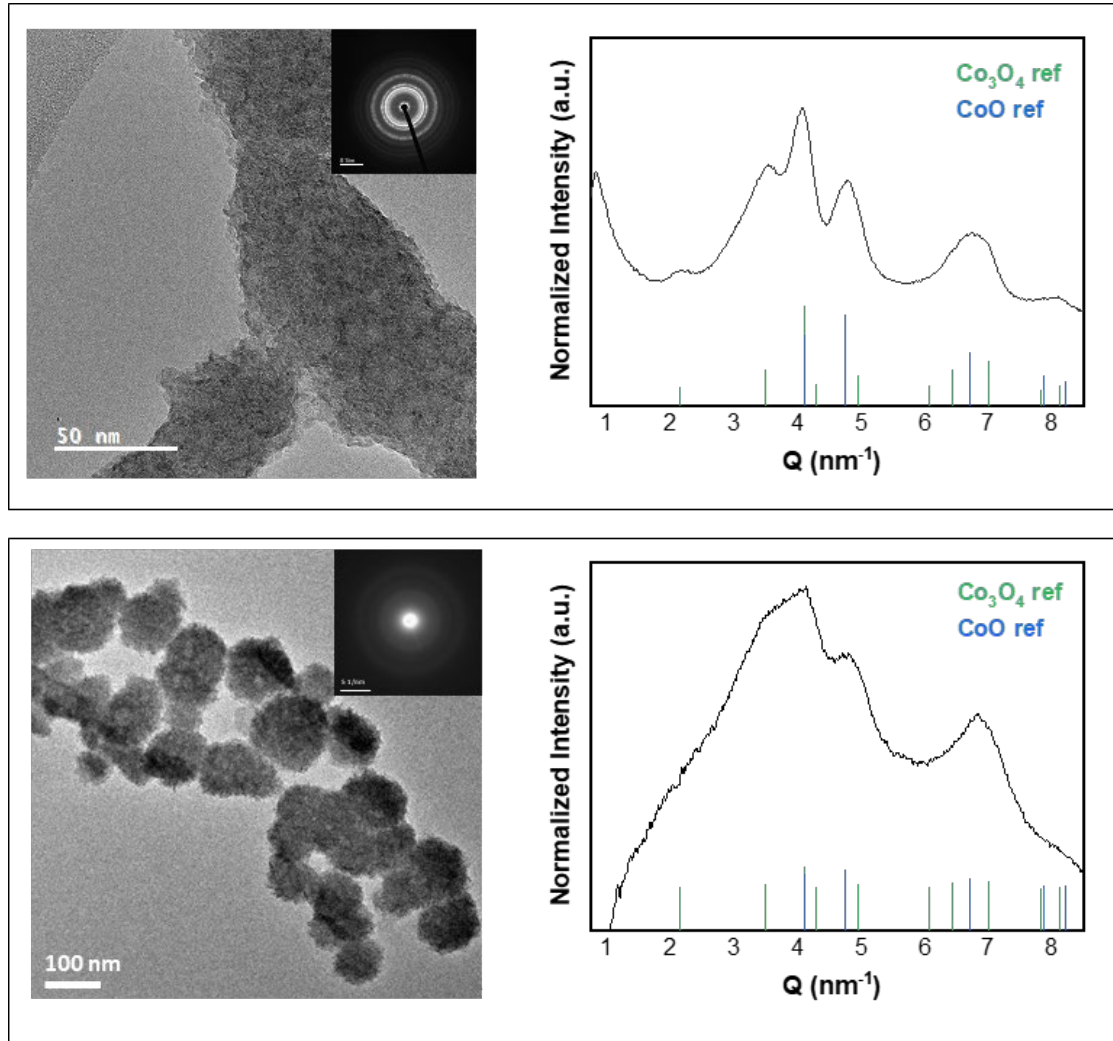 50 nm
Normalized Intensity (a.u.)
Co₃O₄ ref
CoO ref
1 2 3 4 5 6 7 8
Q (nm⁻¹)
5 1/nm
100 nm
Normalized Intensity (a.u.)
Co₃O₄ ref
CoO ref
1 2 3 4 5 6 7 8
Q (nm⁻¹)